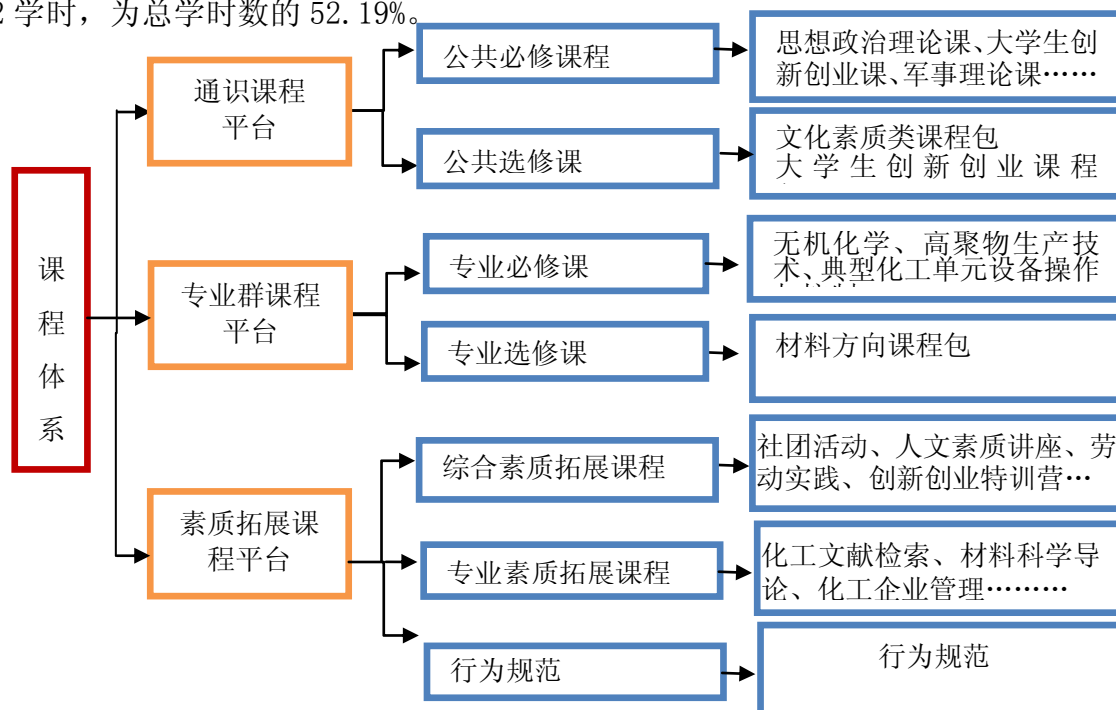 学时，为总学时数的 52.19%。
课
程
体
系
通识课程
平台
公共必修课程
思想政治理论课、大学生创
新创业课、军事理论课……
公共选修课
文化素质类课程包
大学生创新创业课程
专业群课程
平台
专业必修课
无机化学、高聚物生产技
术、典型化工单元设备操作
专业选修课
材料方向课程包
素质拓展课
程平台
综合素质拓展课程
社团活动、人文素质讲座、劳
动实践、创新创业特训营…
专业素质拓展课程
化工文献检索、材料科学导
论、化工企业管理………
行为规范
行为规范